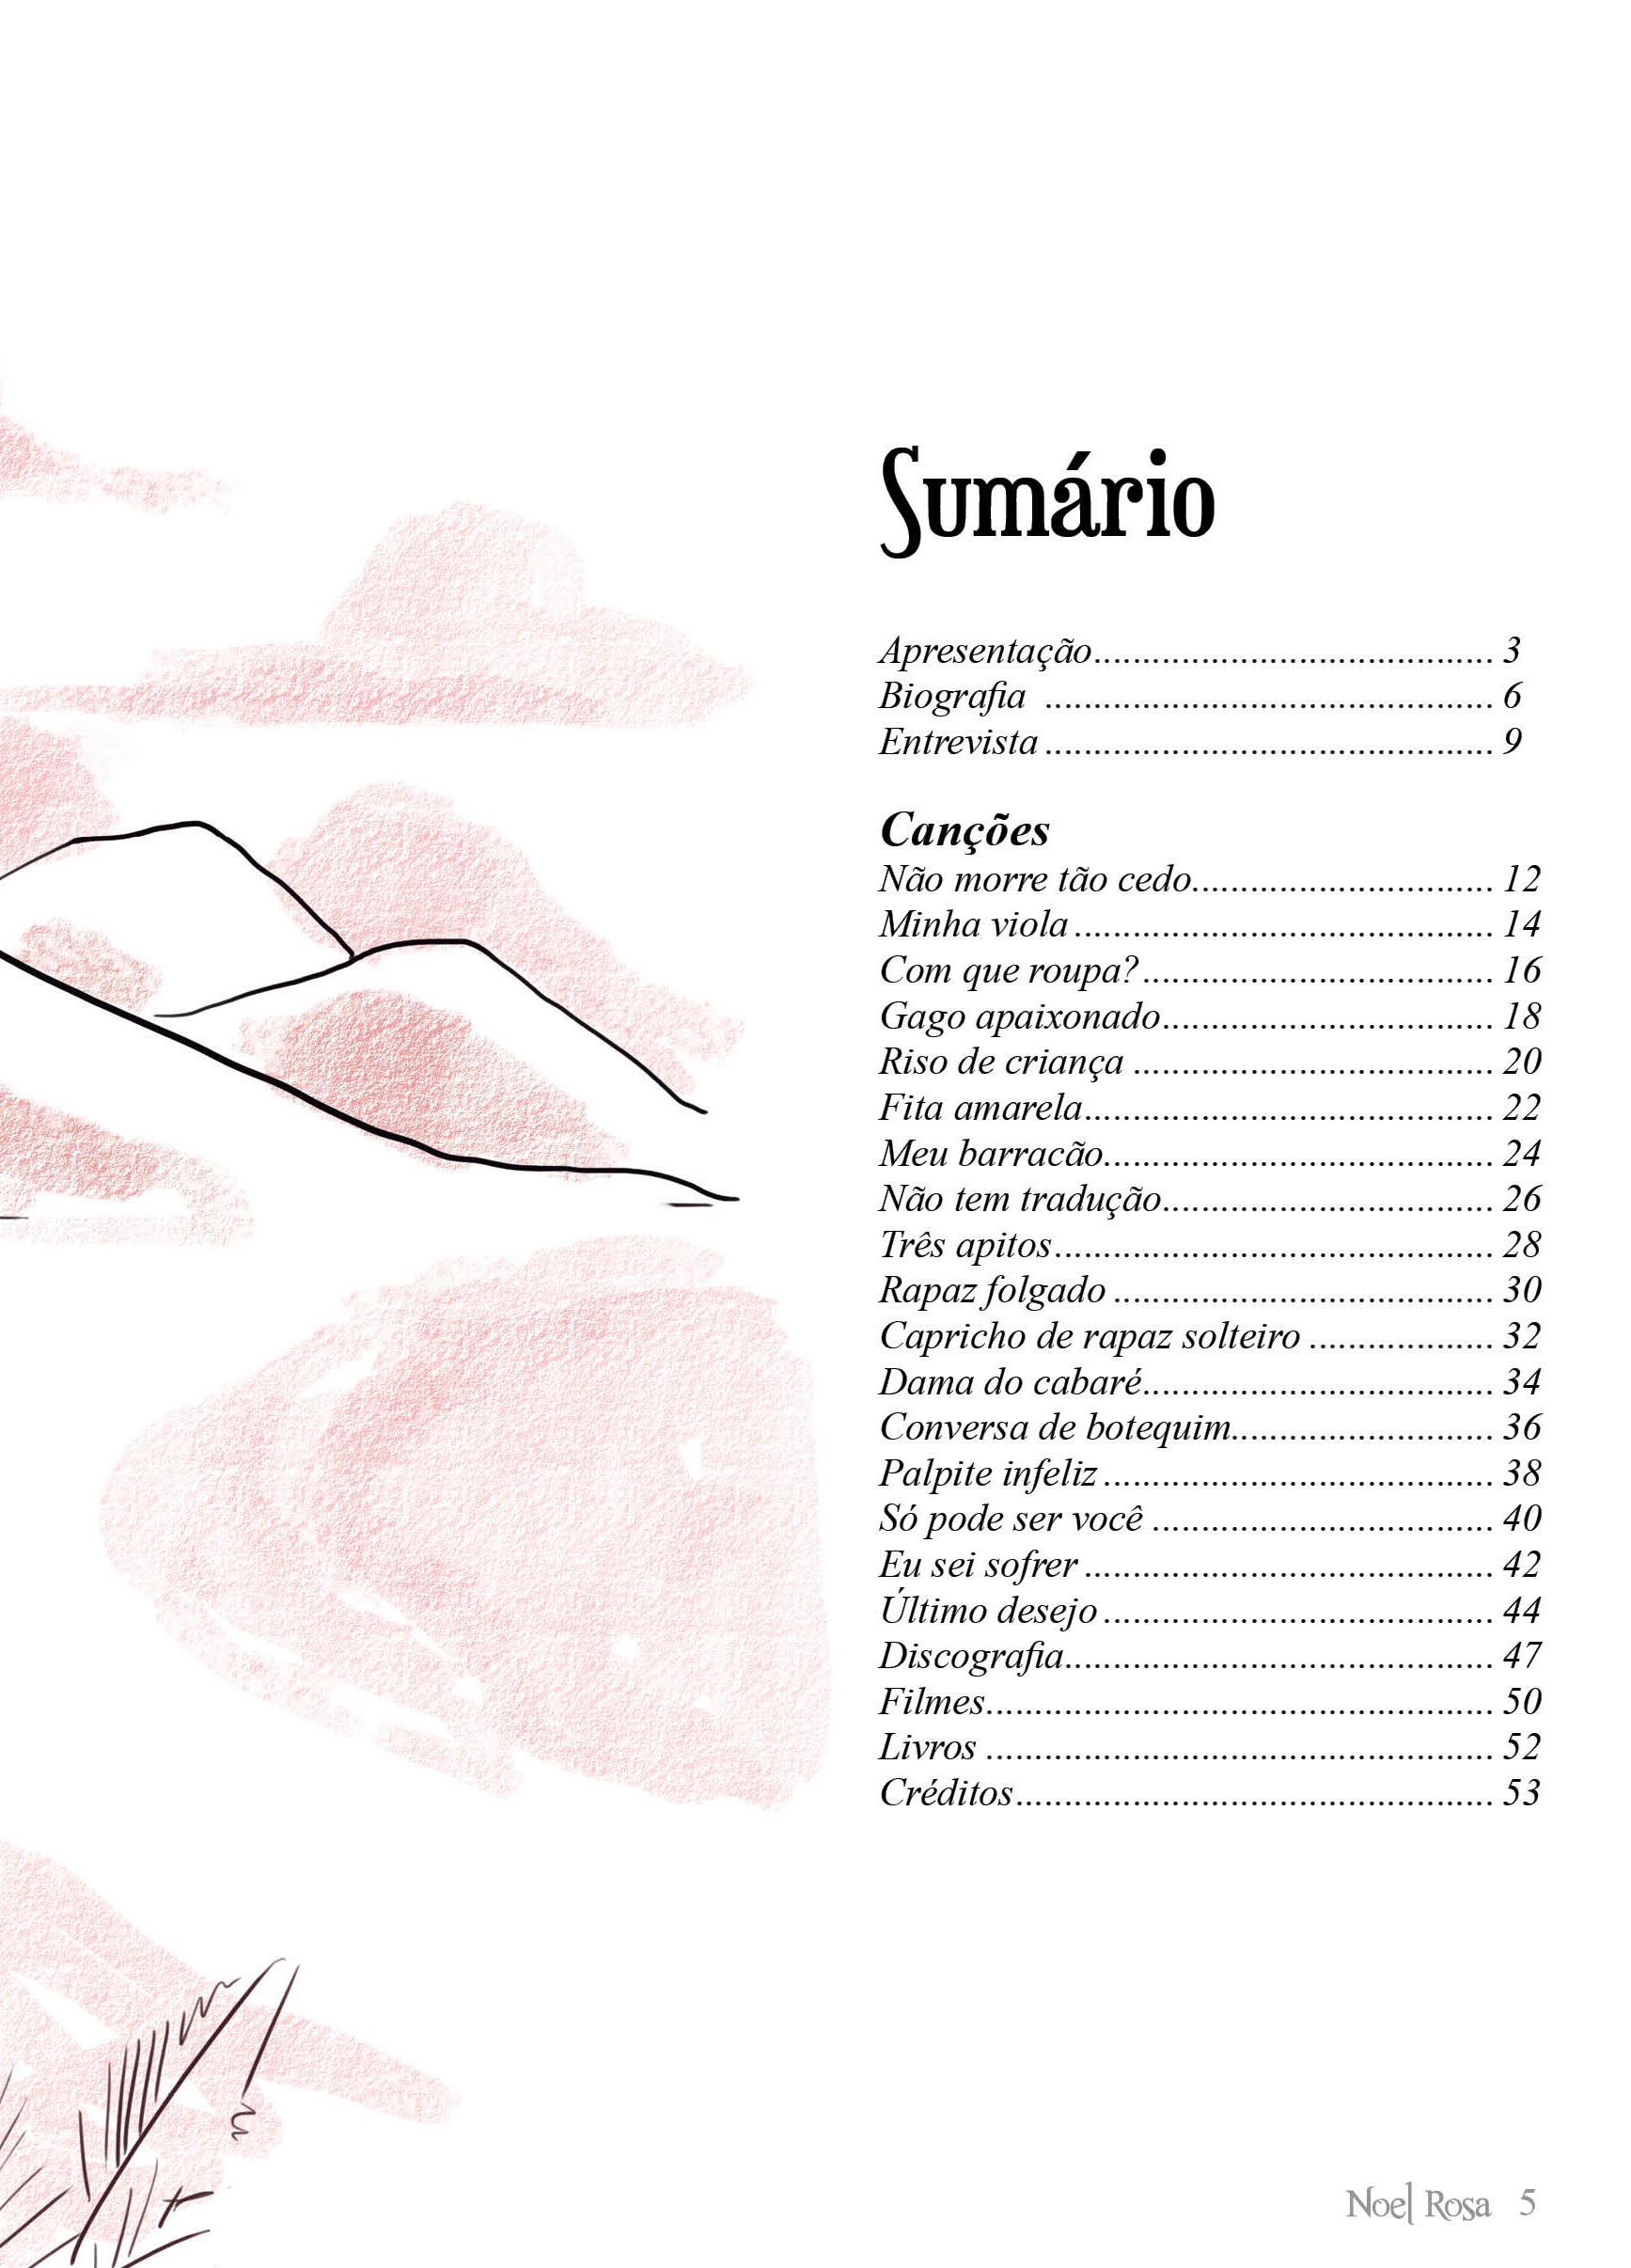 Sumário
Apresentação......................................... 3
Biografia .............................................. 6
Entrevista .............................................. 9
Canções
Não morre tão cedo............................... 12
Minha viola ........................................... 14
Com que roupa?.................................... 16
Gago apaixonado.................................. 18
Riso de criança ..................................... 20
Fita amarela.......................................... 22
Meu barracão........................................ 24
Não tem tradução.................................. 26
Três apitos............................................. 28
Rapaz folgado ....................................... 30
Capricho de rapaz solteiro ................... 32
Dama do cabaré.................................... 34
Conversa de botequim........................... 36
Palpite infeliz ........................................ 38
Só pode ser você ................................... 40
Eu sei sofrer .......................................... 42
Último desejo ........................................ 44
Discografia............................................ 47
Filmes.................................................... 50
Livros .................................................... 52
Créditos................................................. 53
Noel Rosa 5